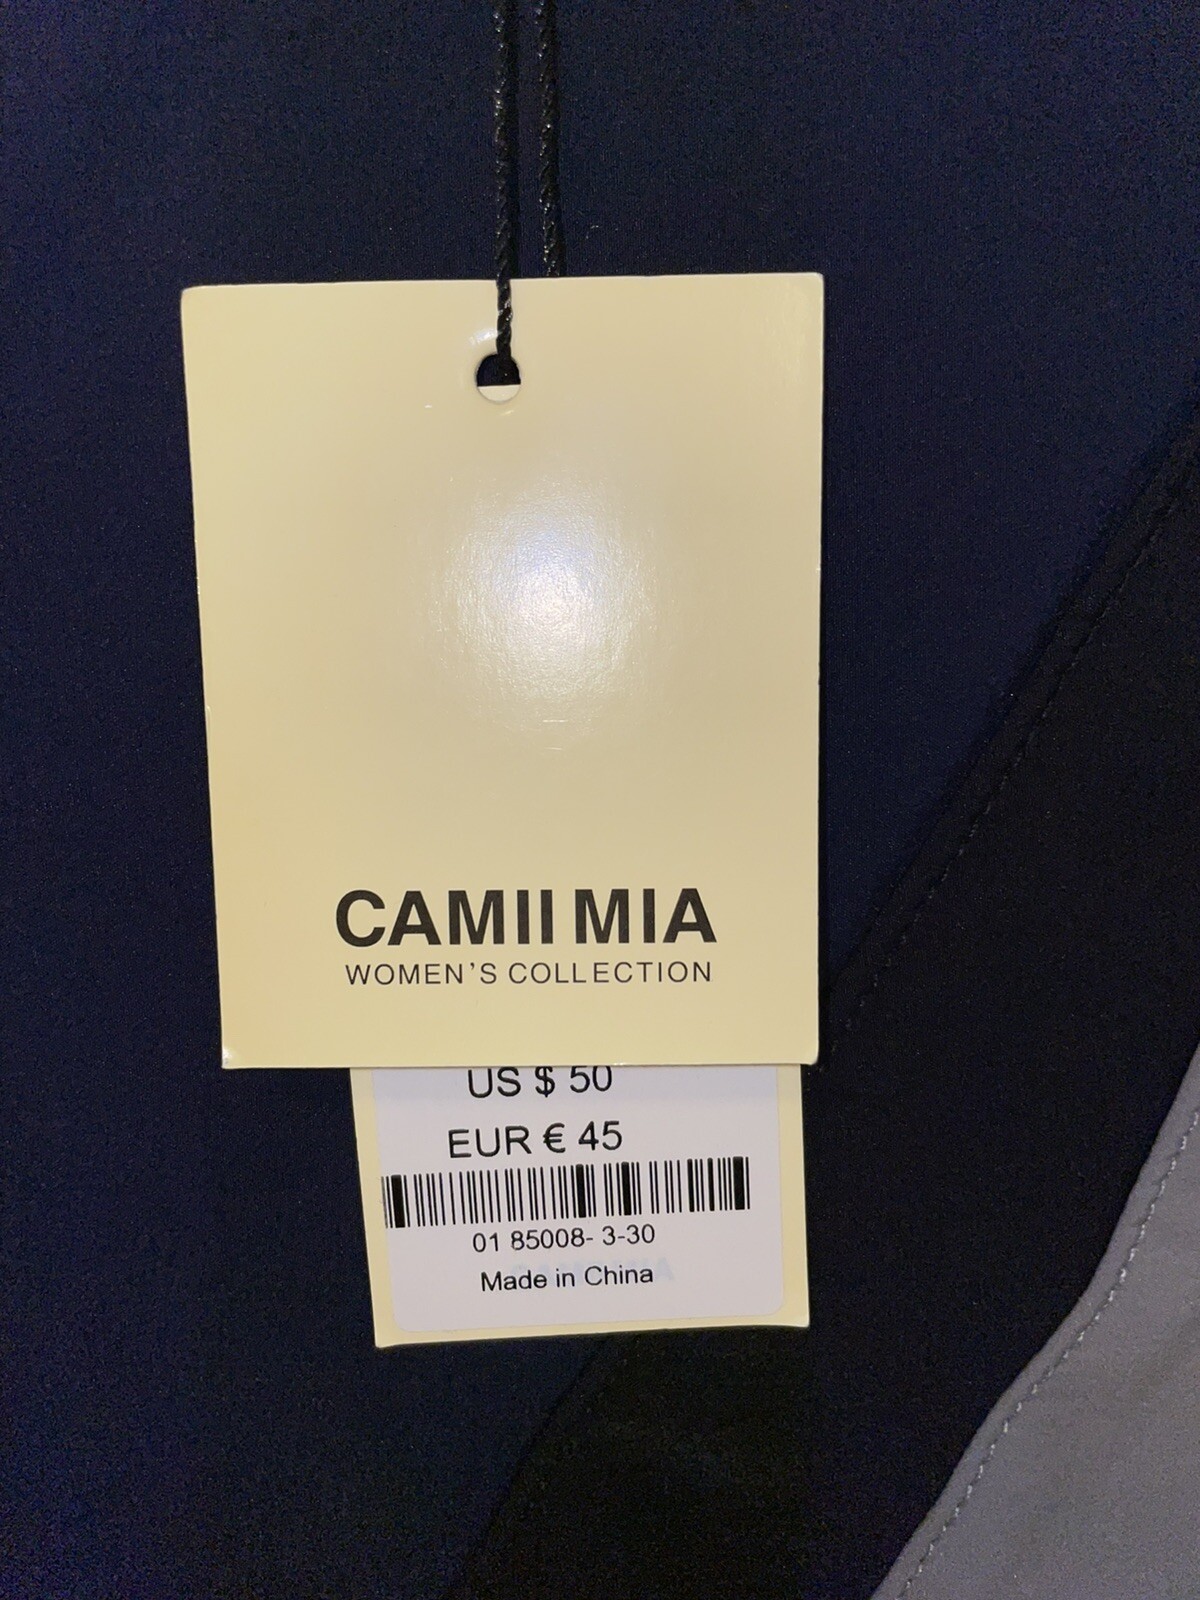 CAMII MIA
WOMEN'S COLLECTION
US $ 50
EUR € 45
01 85008- 3-30
Made in China